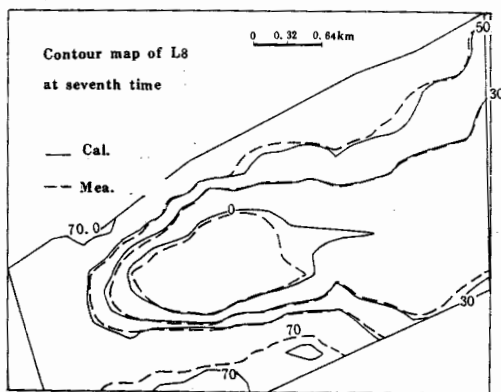 Contour map of L8
at seventh time
0 0.32 0.64km
Cal.
Mea.
50
30
70.0
0
30
70
70